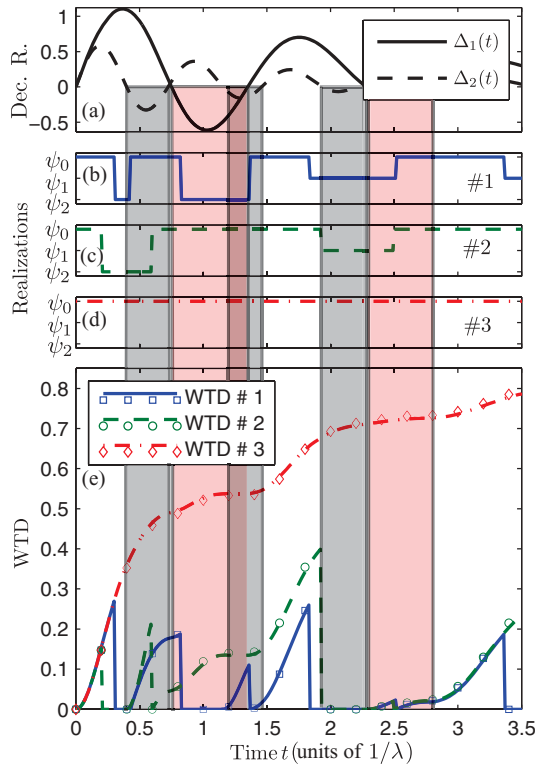 Dec. R.
1
0.5
0
−0.5
(a)
Δ₁(t)
Δ₂(t)
Realizations
ψ₀
ψ₁
ψ₂
(b)
#1
ψ₀
ψ₁
ψ₂
(c)
#2
ψ₀
ψ₁
ψ₂
(d)
#3
WTD
0.8
0.7
0.6
0.5
0.4
0.3
0.2
0.1
0
WTD # 1
WTD # 2
WTD # 3
(e)
0 0.5 1 1.5 2 2.5 3 3.5
Time t (units of 1/λ)